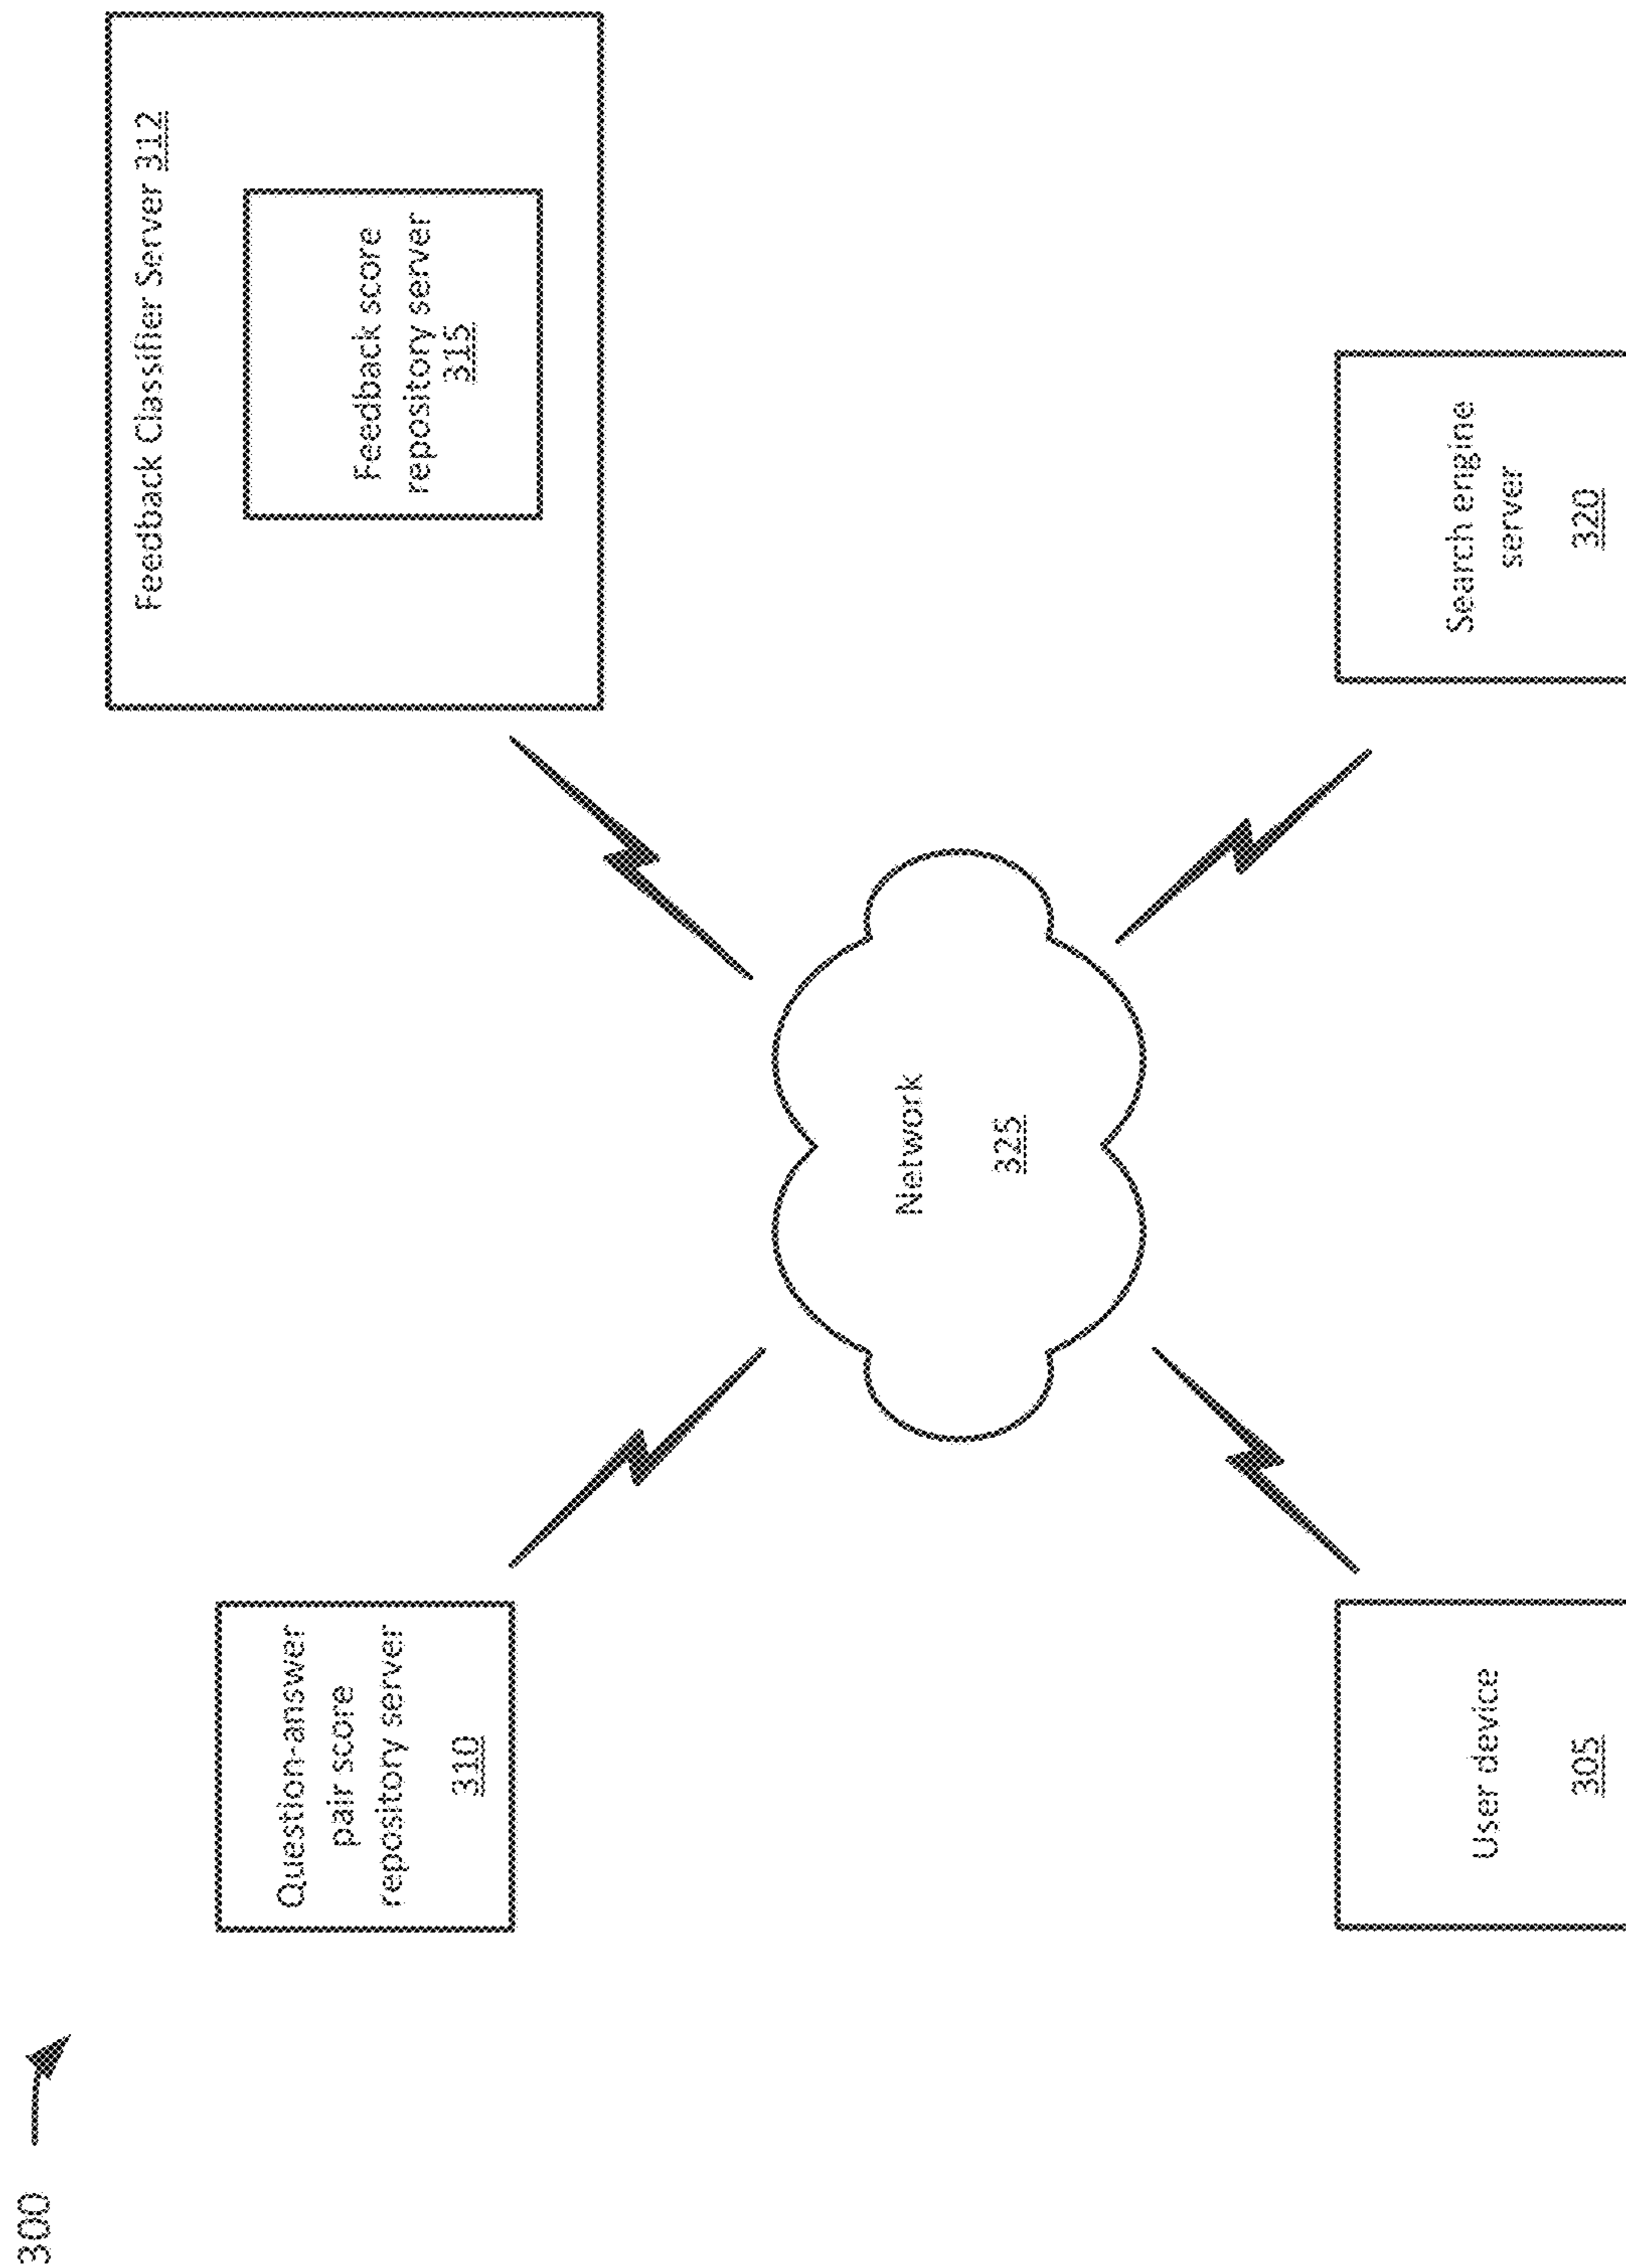 300
Question-answer
pair score
repository server
310
Feedback Classifier Server 312
Feedback score
repository server
315
Network
325
User device
305
Search engine
server
320